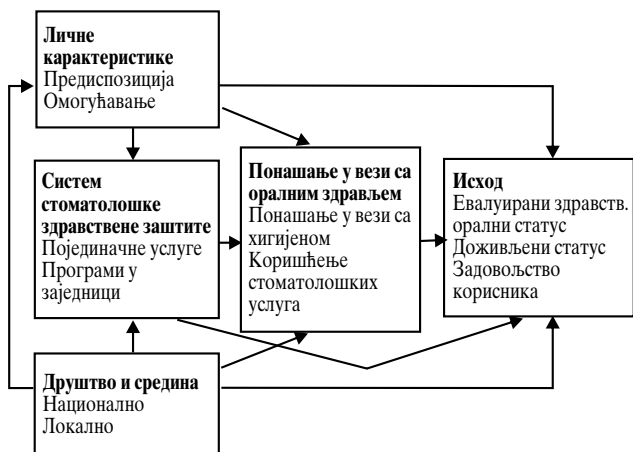 Личне
карактеристике
Предиспозиција
Омогућавање
Систем
стоматолошке
здравствене заштите
Појединачне услуге
Програми у
заједници
Понашање у вези са
оралним здрављем
Понашање у вези са
хигијеном
Коришћење
стоматолошких
услуга
Исход
Евалуирани здравств.
орални статус
Доживљени статус
Задовољство
корисника
Друштво и средина
Национално
Локално